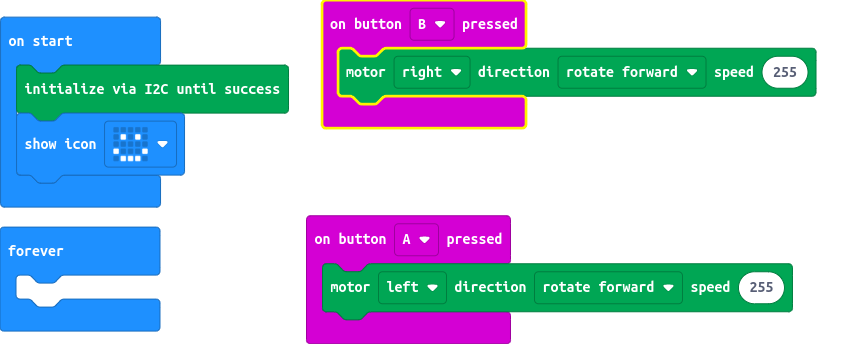 on start
initialize via I2C until success
show icon
forever
on button B pressed
motor right direction rotate forward speed 255
on button A pressed
motor left direction rotate forward speed 255